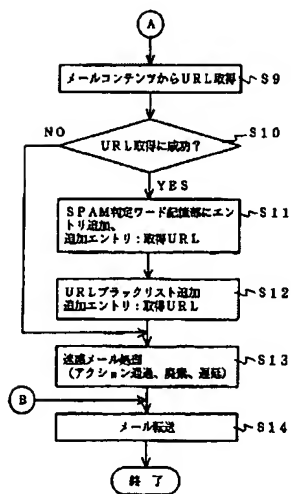 A
メールコンテンツからURL取得
S9
NO
URL取得に成功?
S10
YES
SPAM判定ワード記憶部にエント
リ追加、
追加エントリ:取得URL
S11
URLブラックリスト追加
追加エントリ:取得URL
S12
迷惑メール処理
(アクション:通過、廃棄、遅延)
S13
B
メール転送
S14
終了